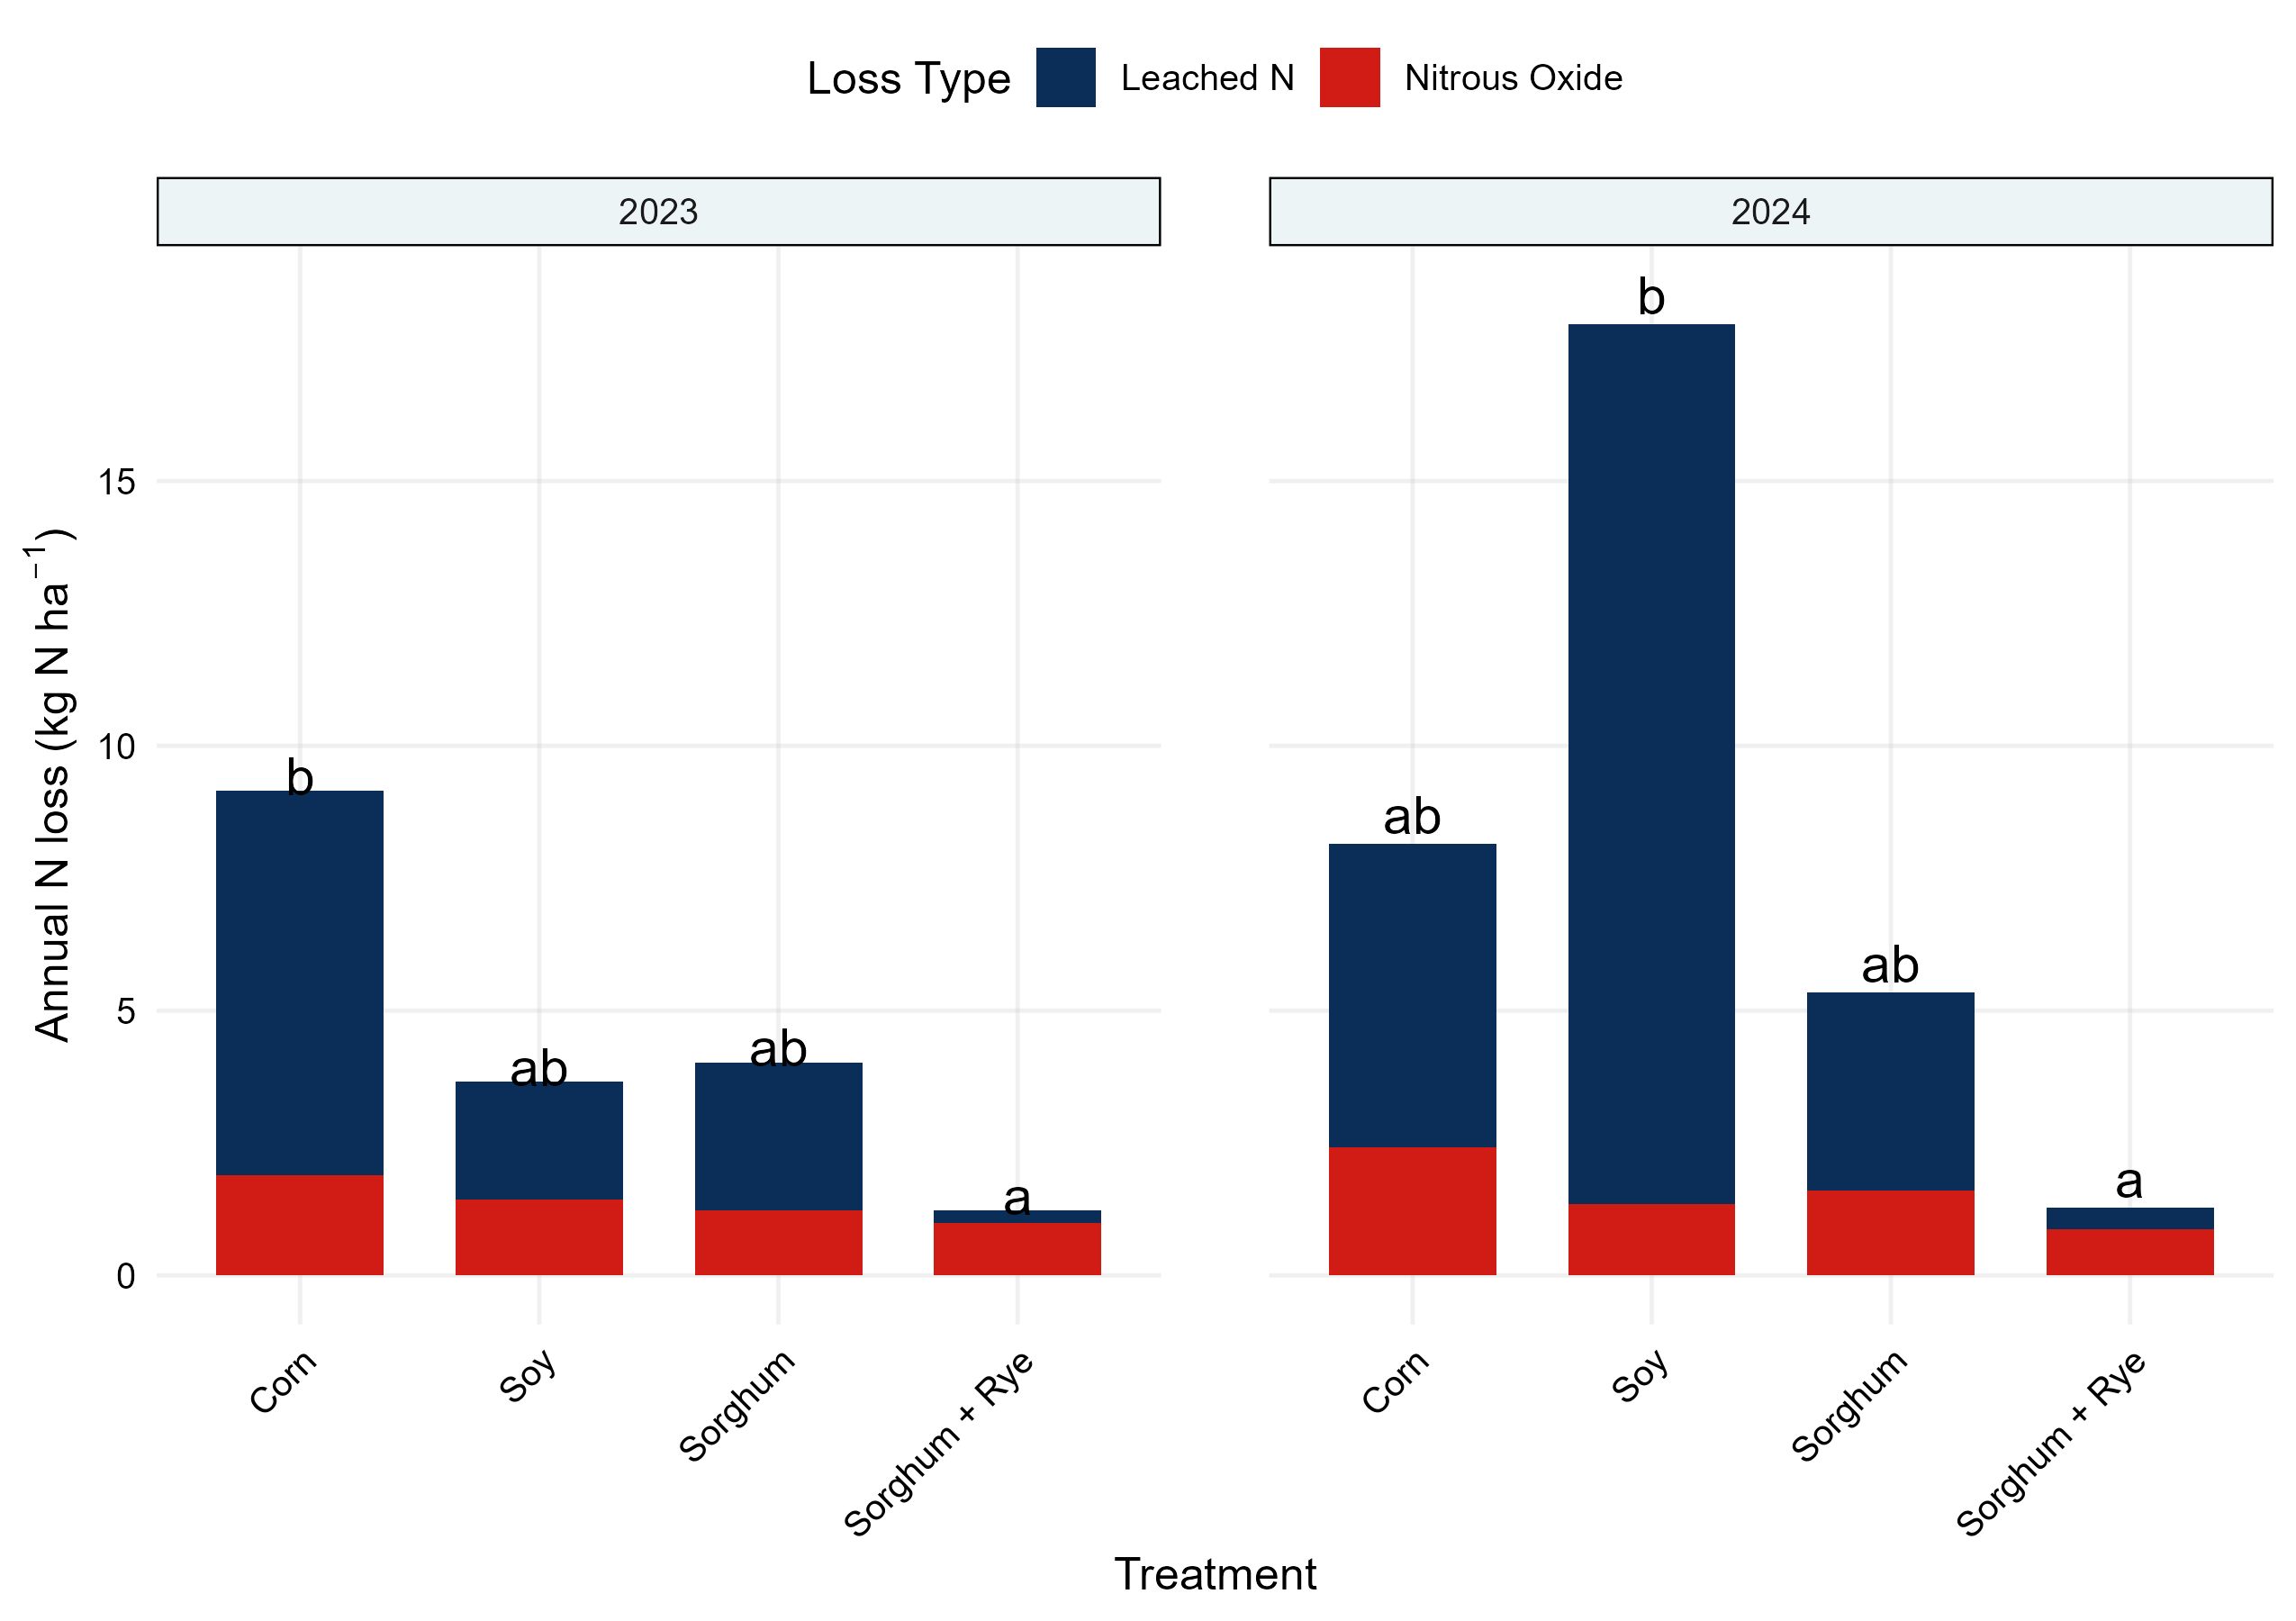 Loss Type Leached N Nitrous Oxide
2023 2024
b
15
Annual N loss (kg N ha⁻¹)
10
b
ab
ab
5
ab
ab
a
a
0
Corn Soy Sorghum Sorghum + Rye Corn Soy Sorghum Sorghum + Rye
Treatment